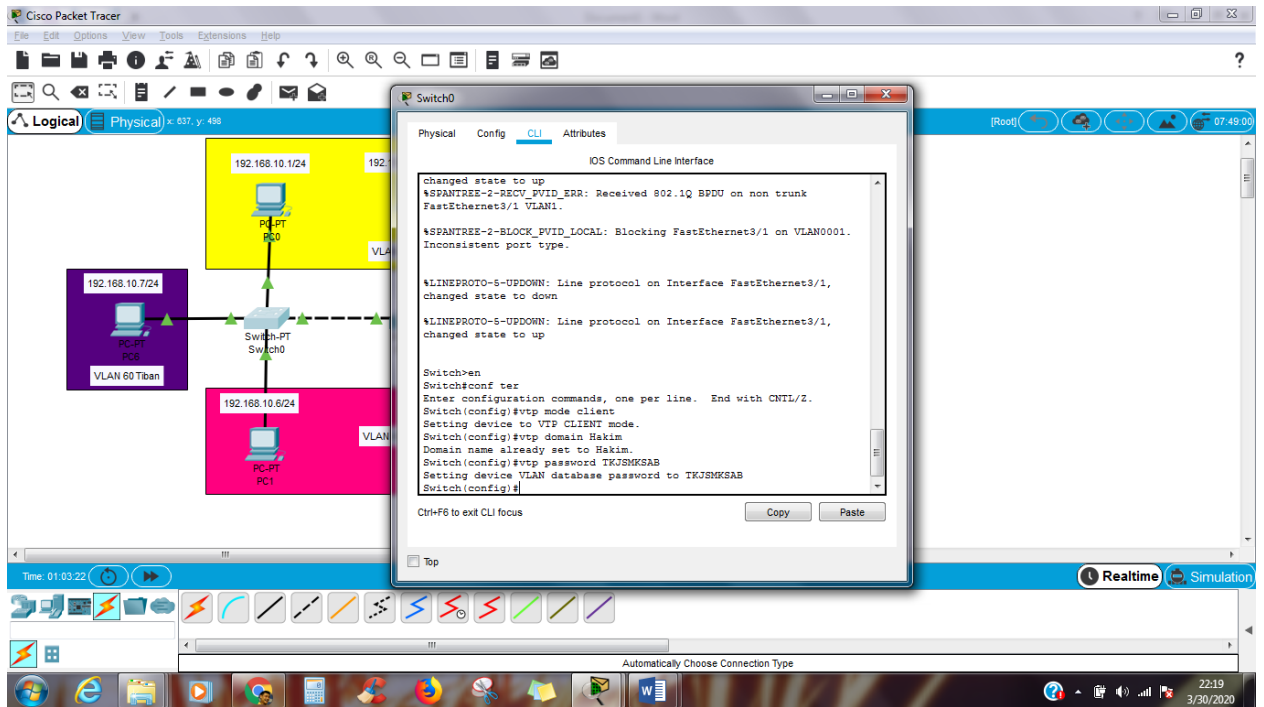 Cisco Packet Tracer
File Edit Options View Tools Extensions Help
?
Logical Physical x: 637, y: 498
[Root] 07:49:00
192.168.10.1/24
192.1
PC-PT
PC0
VLA
192.168.10.7/24
PC-PT
VLAN 60 Tiban
Switch-PT
Switch0
192.168.10.6/24
VLAN
PC-PT
PC1
Switch0
Physical Config CLI Attributes
IOS Command Line Interface
changed state to up
%SPANTREE-2-RECV_PVID_ERR: Received 802.1Q BPDU on non trunk
FastEthernet3/1 VLAN1.
%SPANTREE-2-BLOCK_PVID_LOCAL: Blocking FastEthernet3/1 on VLAN0001.
Inconsistent port type.
%LINEPROTO-5-UPDOWN: Line protocol on Interface FastEthernet3/1,
changed state to down
%LINEPROTO-5-UPDOWN: Line protocol on Interface FastEthernet3/1,
changed state to up
Switch>en
Switch#conf ter
Enter configuration commands, one per line. End with CNTL/Z.
Switch(config)#vtp mode client
Setting device to VTP CLIENT mode.
Switch(config)#vtp domain Hakim
Domain name already set to Hakim.
Switch(config)#vtp password TKJSMKSAB
Setting device VLAN database password to TKJSMKSAB
Switch(config)#
Ctrl+F6 to exit CLI focus
Copy Paste
Top
Time: 01:03:22
Realtime Simulation
Automatically Choose Connection Type
22:19
3/30/2020